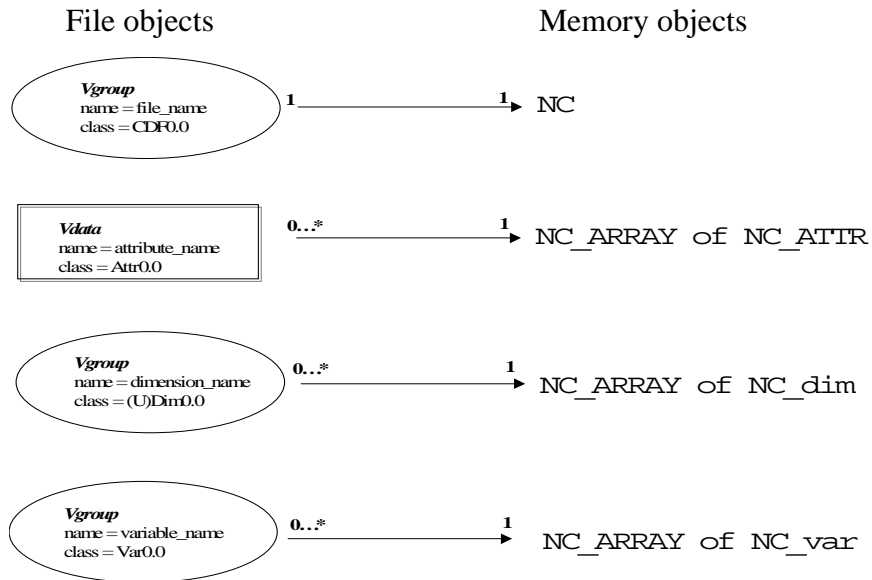 File objects
Memory objects
Vgroup
name = file_name
class = CDF0.0
1
1
NC
Vdata
name = attribute_name
class = Attr0.0
0…*
1
NC_ARRAY of NC_ATTR
Vgroup
name = dimension_name
class = (U)Dim0.0
0…*
1
NC_ARRAY of NC_dim
Vgroup
name = variable_name
class = Var0.0
0…*
1
NC_ARRAY of NC_var